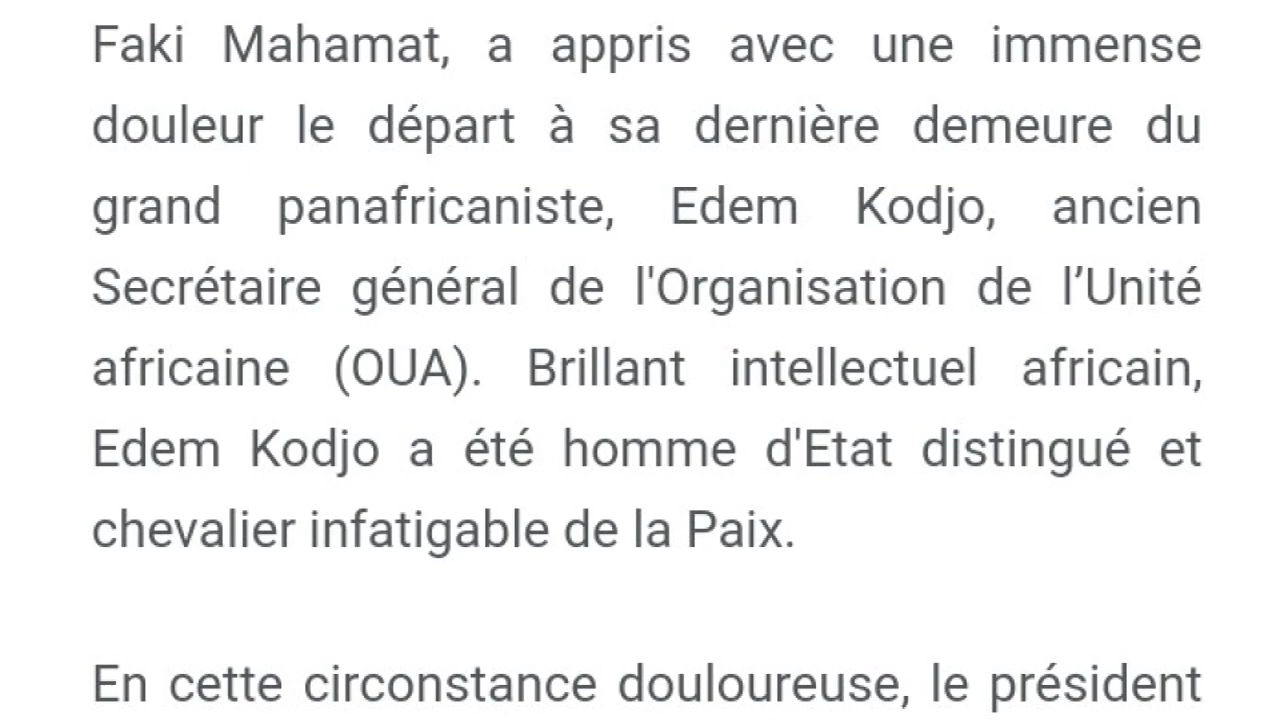 Faki Mahamat, a appris avec une immense
douleur le départ à sa dernière demeure du
grand panafricaniste, Edem Kodjo, ancien
Secrétaire général de l'Organisation de l’Unité
africaine (OUA). Brillant intellectuel africain,
Edem Kodjo a été homme d'Etat distingué et
chevalier infatigable de la Paix.
En cette circonstance douloureuse, le président